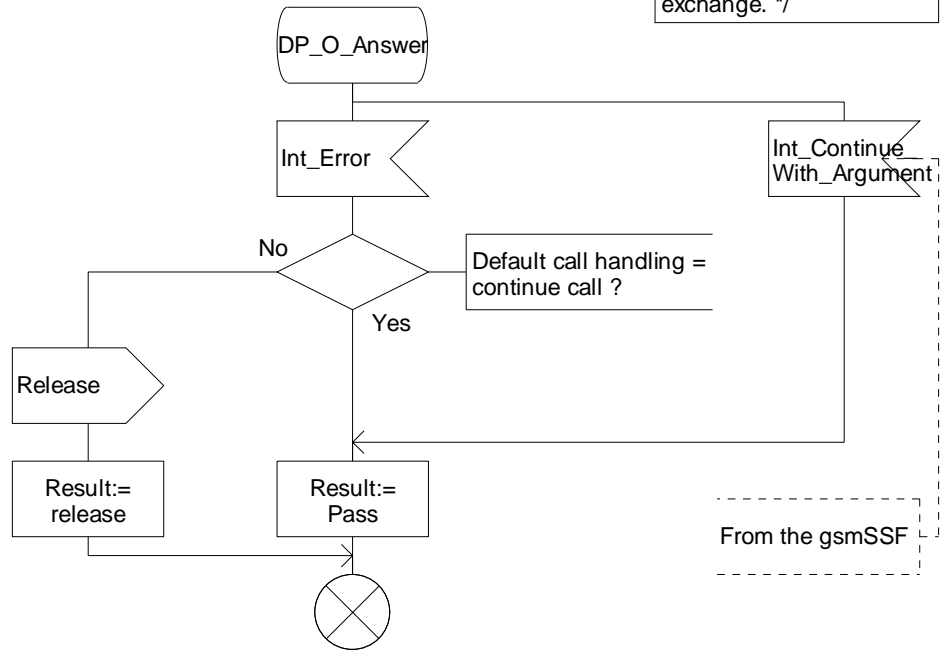 exchange. */
DP_O_Answer
Int_Error
Int_Continue_
With_Argument
No
Default call handling =
continue call ?
Yes
Release
Result:=
release
Result:=
Pass
From the gsmSSF